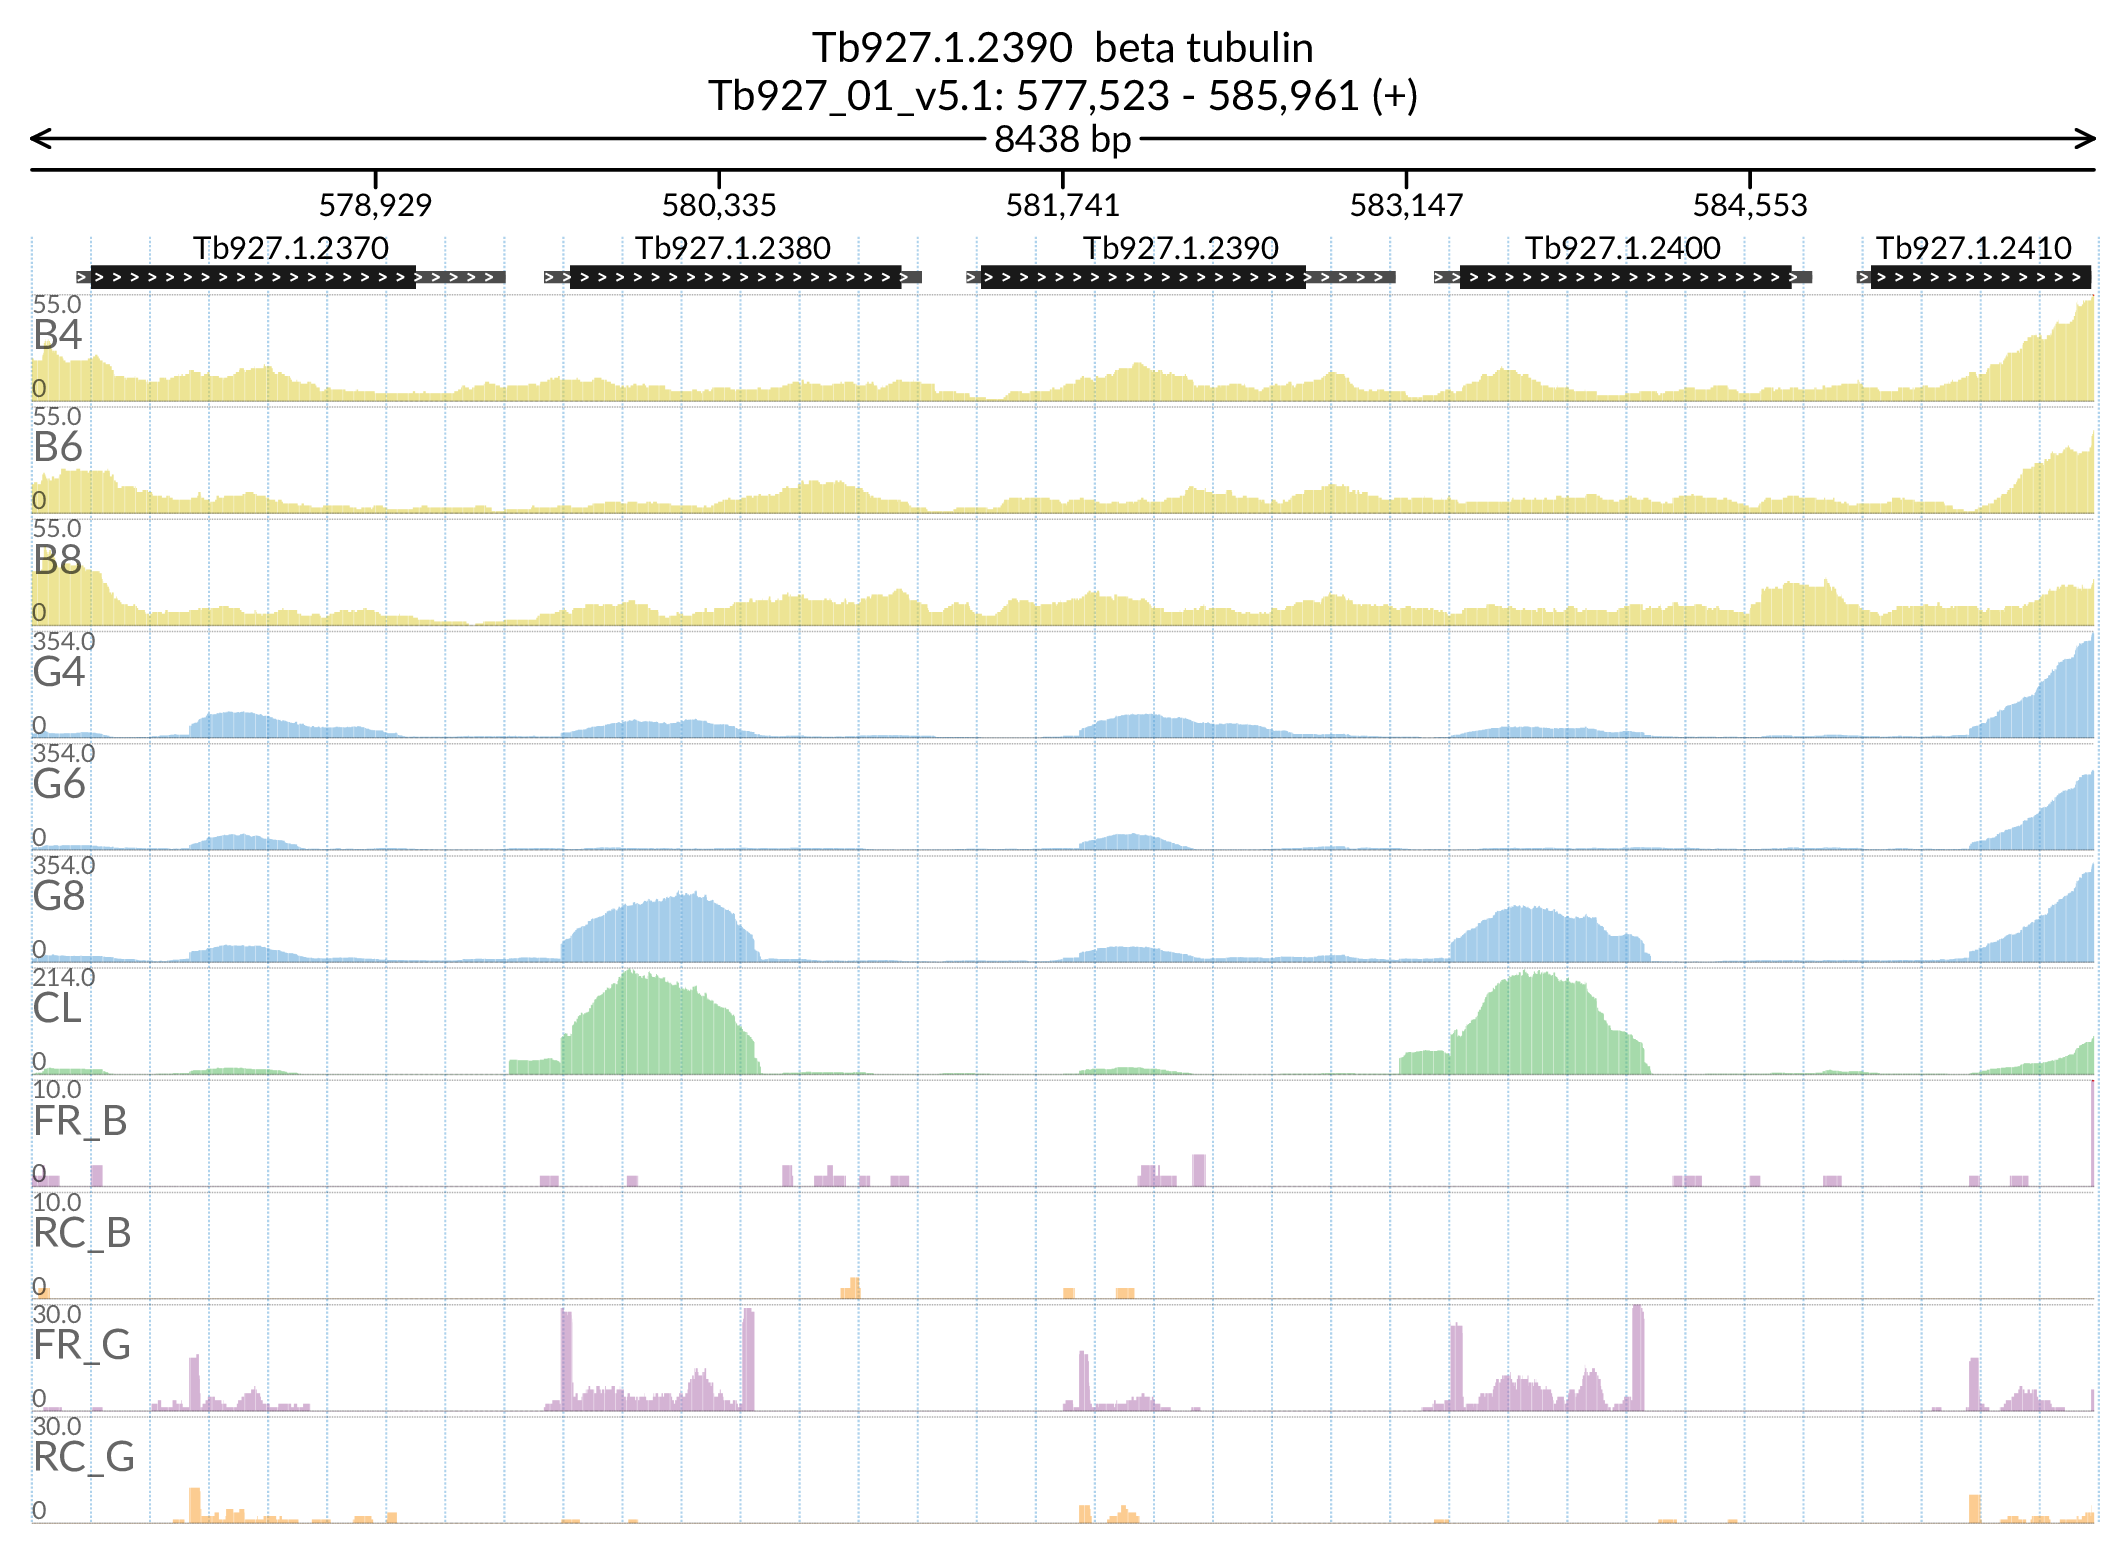 Tb927.1.2390  beta tubulin
Tb927_01_v5.1: 577,523 - 585,961 (+)
8438 bp
578,929 580,335 581,741 583,147 584,553
Tb927.1.2370 Tb927.1.2380 Tb927.1.2390 Tb927.1.2400 Tb927.1.2410
55.0
B4
0
55.0
B6
0
55.0
B8
0
354.0
G4
0
354.0
G6
0
354.0
G8
0
214.0
CL
0
10.0
FR_B
0
10.0
RC_B
0
30.0
FR_G
0
30.0
RC_G
0